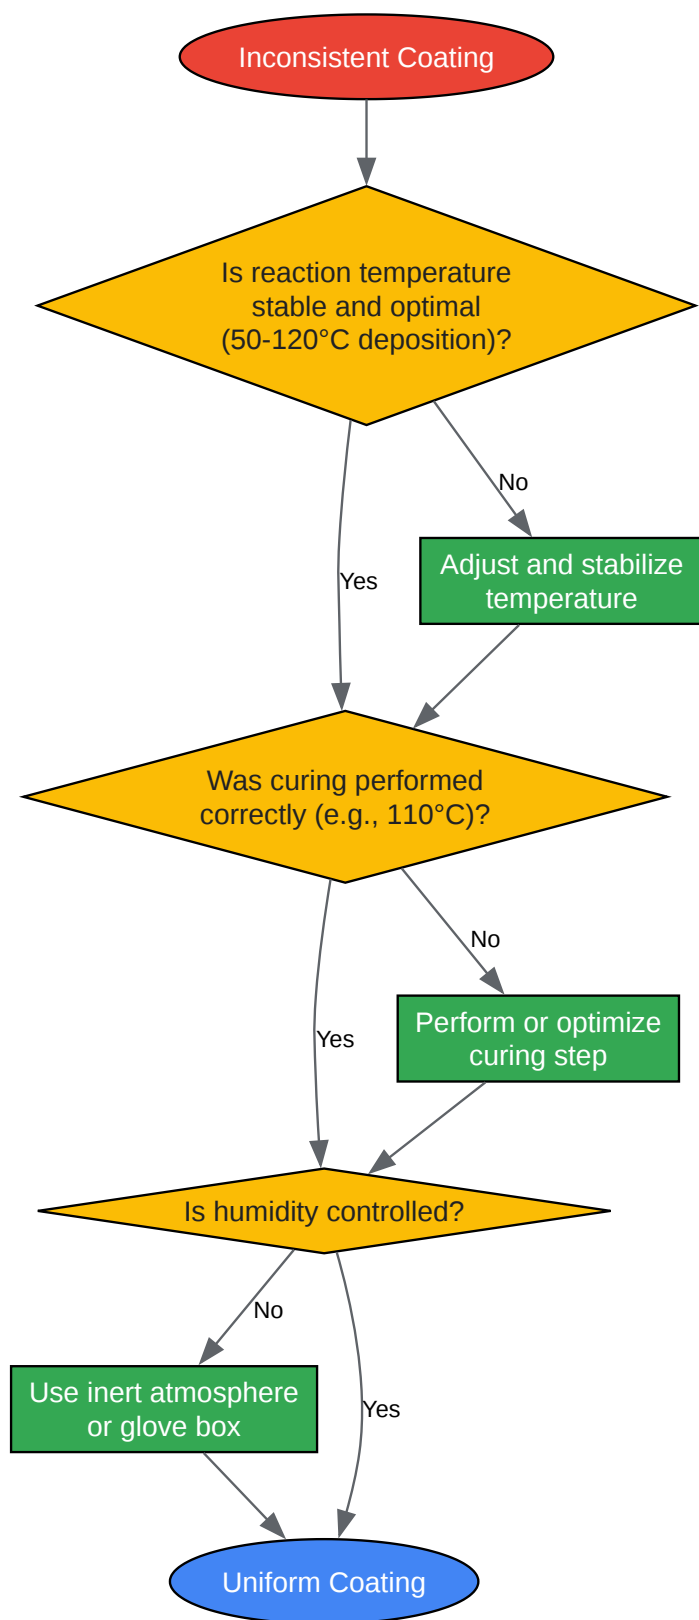 Inconsistent Coating
Is reaction temperature
stable and optimal
(50-120°C deposition)?
No
Yes
Adjust and stabilize
temperature
Was curing performed
correctly (e.g., 110°C)?
No
Yes
Perform or optimize
curing step
Is humidity controlled?
No
Yes
Use inert atmosphere
or glove box
Uniform Coating